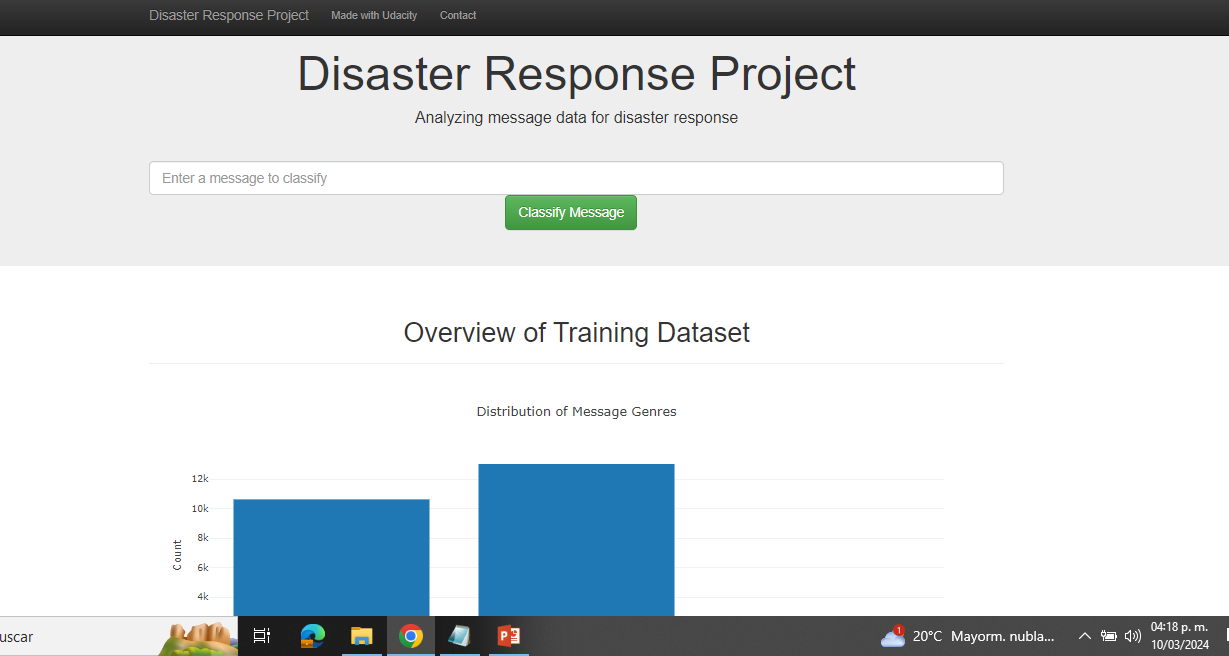 Disaster Response Project Made with Udacity Contact
Disaster Response Project
Analyzing message data for disaster response
Enter a message to classify
Classify Message
Overview of Training Dataset
Distribution of Message Genres
12k
10k
8k
6k
4k
Count
uscar
1
20°C Mayorm. nubla...
04:18 p. m.
10/03/2024